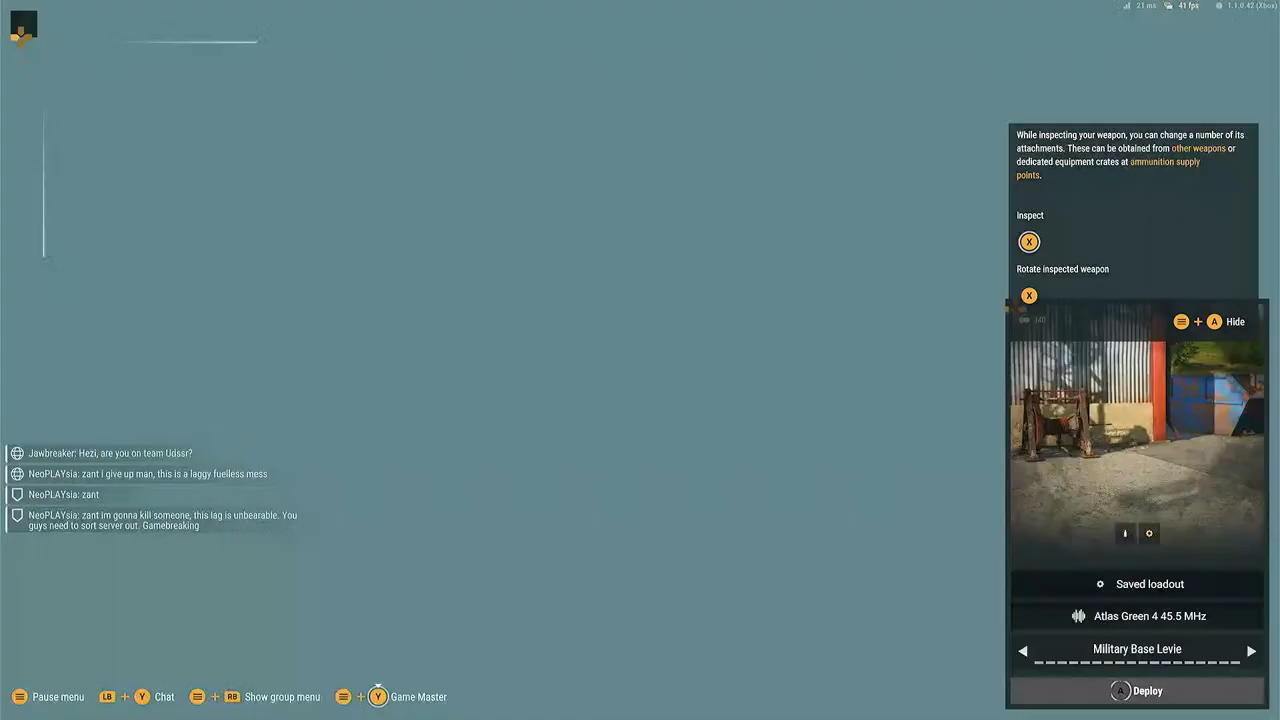 21 ms 41 fps 1.1.0.42 (Xbox)
While inspecting your weapon, you can change a number of its
attachments. These can be obtained from other weapons or
dedicated equipment crates at ammunition supply
points.
Inspect
X
Rotate inspected weapon
X
A Hide
Jawbreaker: Hezi, are you on team Udssr?
NeoPLAYsia: zant i give up man, this is a laggy fuelless mess
NeoPLAYsia: zant
NeoPLAYsia: zant im gonna kill someone, this lag is unbearable. You
guys need to sort server out. Gamebreaking
Saved loadout
Atlas Green 4 45.5 MHz
Military Base Levie
A Deploy
Pause menu LB + Y Chat + RB Show group menu + Y Game Master